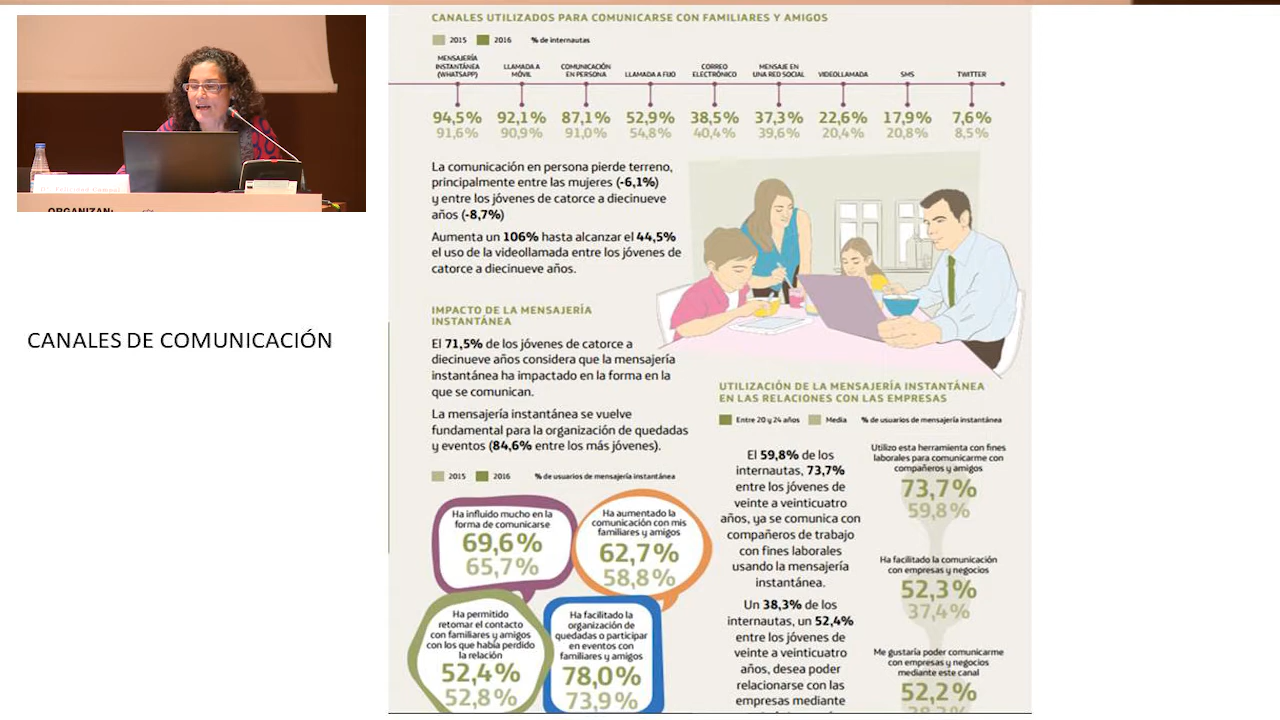 ORGANIZAN:
CANALES DE COMUNICACIÓN
CANALES UTILIZADOS PARA COMUNICARSE CON FAMILIARES Y AMIGOS
2015 2016 % de internautas
MENSAJERÍA
INSTANTÁNEA
(WHATSAPP)
94,5%
91,6%
LLAMADA A
MÓVIL
92,1%
90,9%
COMUNICACIÓN
EN PERSONA
87,1%
91,0%
LLAMADA A FIJO
52,9%
54,8%
CORREO
ELECTRÓNICO
38,5%
40,4%
MENSAJE EN
UNA RED SOCIAL
37,3%
39,6%
VIDEOLLAMADA
22,6%
20,4%
SMS
17,9%
20,8%
TWITTER
7,6%
8,5%
La comunicación en persona pierde terreno,
principalmente entre las mujeres (-6,1%)
y entre los jóvenes de catorce a diecinueve
años (-8,7%)
Aumenta un 106% hasta alcanzar el 44,5%
el uso de la videollamada entre los jóvenes de
catorce a diecinueve años.
IMPACTO DE LA MENSAJERÍA
INSTANTÁNEA
El 71,5% de los jóvenes de catorce a
diecinueve años considera que la mensajería
instantánea ha impactado en la forma en la
que se comunican.
La mensajería instantánea se vuelve
fundamental para la organización de quedadas
y eventos (84,6% entre los más jóvenes).
2015 2016 % de usuarios de mensajería instantánea
Ha influido mucho en la
forma de comunicarse
69,6%
65,7%
Ha aumentado la
comunicación con mis
familiares y amigos
62,7%
58,8%
Ha permitido
retomar el contacto
con familiares y amigos
con los que había perdido
la relación
52,4%
52,8%
Ha facilitado la
organización de
quedadas o participar
en eventos con
familiares y amigos
78,0%
73,9%
UTILIZACIÓN DE LA MENSAJERÍA INSTANTÁNEA
EN LAS RELACIONES CON LAS EMPRESAS
Entre 20 y 24 años Media % de usuarios de mensajería instantánea
El 59,8% de los
internautas, 73,7%
entre los jóvenes de
veinte a veinticuatro
años, ya se comunica con
compañeros de trabajo
con fines laborales
usando la mensajería
instantánea.
Un 38,3% de los
internautas, un 52,4%
entre los jóvenes de
veinte a veinticuatro
años, desea poder
relacionarse con las
empresas mediante
Utilizo esta herramienta con fines
laborales para comunicarme con
compañeros y amigos
73,7%
59,8%
Ha facilitado la comunicación
con empresas y negocios
52,3%
37,4%
Me gustaría poder comunicarme
con empresas y negocios
mediante este canal
52,2%